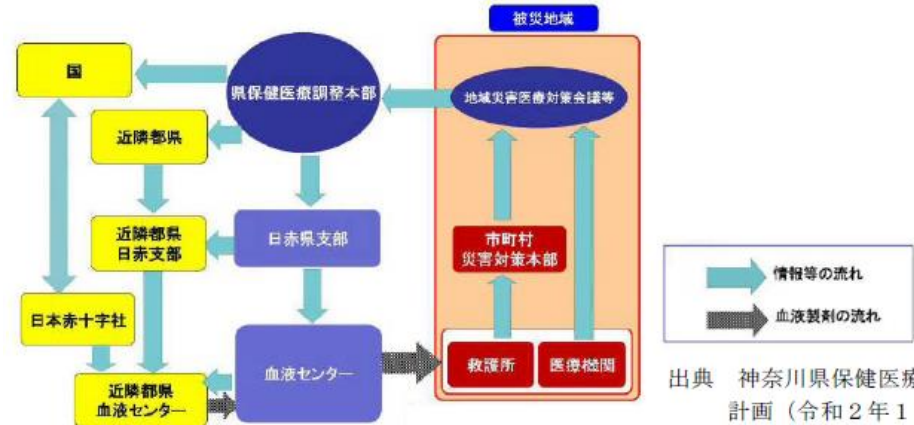 被災地域
国
県保健医療調整本部
地域災害医療対策会議等
近隣都県
近隣都県
日赤支部
日赤県支部
市町村
災害対策本部
日本赤十字社
近隣都県
血液センター
血液センター
救護所
医療機関
情報等の流れ
血液製剤の流れ
出典 神奈川県保健医療
計画(令和2年1